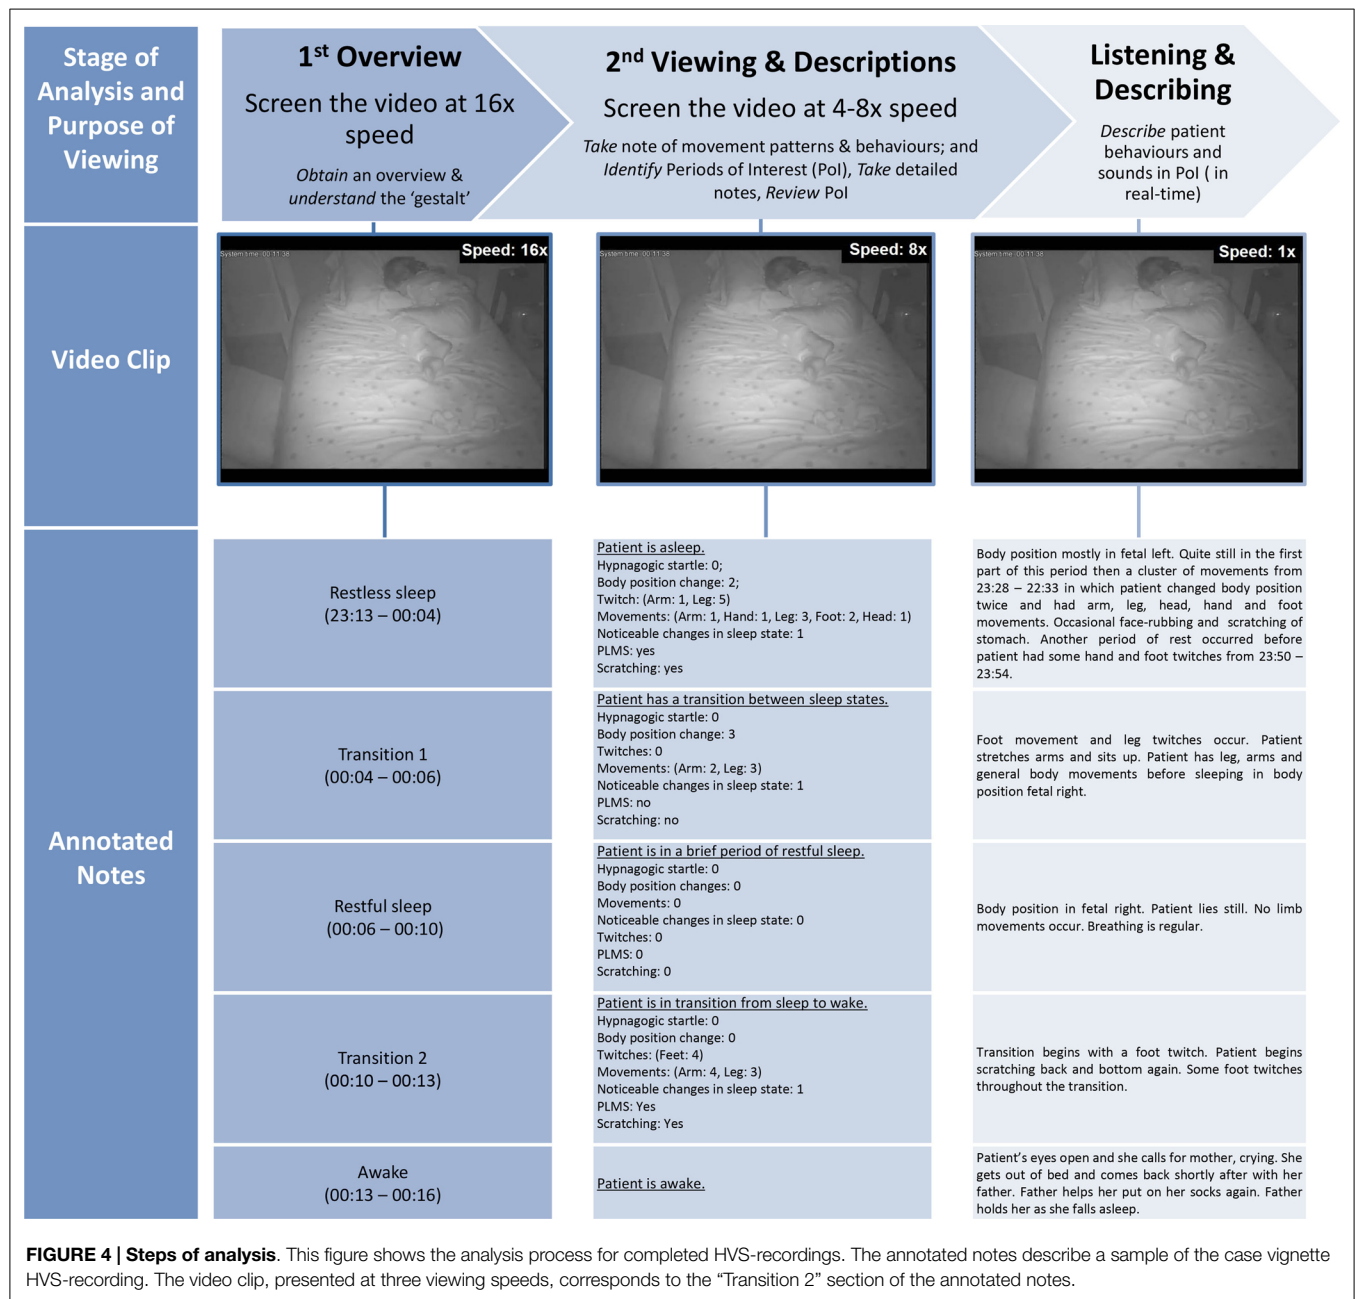 Stage of
Analysis and
Purpose of
Viewing
1st Overview
Screen the video at 16x
speed
Obtain an overview &
understand the ‘gestalt’
2nd Viewing & Descriptions
Screen the video at 4-8x speed
Take note of movement patterns & behaviours; and
Identify Periods of Interest (PoI), Take detailed
notes, Review PoI
Listening &
Describing
Describe patient
behaviours and
sounds in PoI ( in
real-time)
Video Clip
System time 00:11:38
Speed: 16x
System time 00:11:38
Speed: 8x
System time 00:11:38
Speed: 1x
Annotated
Notes
Restless sleep
(23:13 – 00:04)
Patient is asleep.
Hypnagogic startle: 0;
Body position change: 2;
Twitch: (Arm: 1, Leg: 5)
Movements: (Arm: 1, Hand: 1, Leg: 3, Foot: 2, Head: 1)
Noticeable changes in sleep state: 1
PLMS: yes
Scratching: yes
Body position mostly in fetal left. Quite still in the first
part of this period then a cluster of movements from
23:28 – 22:33 in which patient changed body position
twice and had arm, leg, head, hand and foot
movements. Occasional face-rubbing and scratching of
stomach. Another period of rest occurred before
patient had some hand and foot twitches from 23:50 –
23:54.
Transition 1
(00:04 – 00:06)
Patient has a transition between sleep states.
Hypnagogic startle: 0
Body position change: 3
Twitches: 0
Movements: (Arm: 2, Leg: 3)
Noticeable changes in sleep state: 1
PLMS: no
Scratching: no
Foot movement and leg twitches occur. Patient
stretches arms and sits up. Patient has leg, arms and
general body movements before sleeping in body
position fetal right.
Restful sleep
(00:06 – 00:10)
Patient is in a brief period of restful sleep.
Hypnagogic startle: 0
Body position changes: 0
Movements: 0
Noticeable changes in sleep state: 0
Twitches: 0
PLMS: 0
Scratching: 0
Body position in fetal right. Patient lies still. No limb
movements occur. Breathing is regular.
Transition 2
(00:10 – 00:13)
Patient is in transition from sleep to wake.
Hypnagogic startle: 0
Body position change: 0
Twitches: (Feet: 4)
Movements: (Arm: 4, Leg: 3)
Noticeable changes in sleep state: 1
PLMS: Yes
Scratching: Yes
Transition begins with a foot twitch. Patient begins
scratching back and bottom again. Some foot twitches
throughout the transition.
Awake
(00:13 – 00:16)
Patient is awake.
Patient’s eyes open and she calls for mother, crying. She
gets out of bed and comes back shortly after with her
father. Father helps her put on her socks again. Father
holds her as she falls asleep.
FIGURE 4 | Steps of analysis. This figure shows the analysis process for completed HVS-recordings. The annotated notes describe a sample of the case vignette
HVS-recording. The video clip, presented at three viewing speeds, corresponds to the “Transition 2” section of the annotated notes.